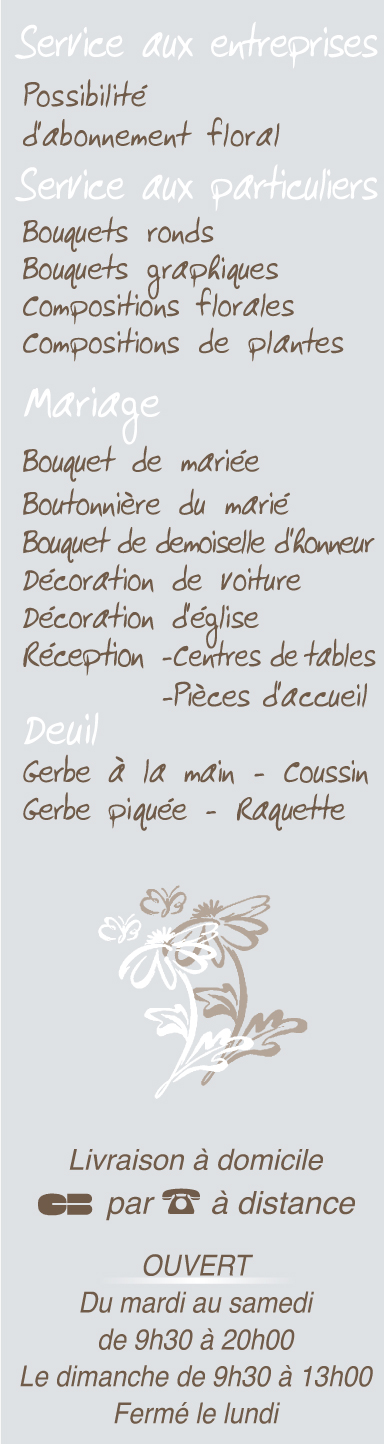 Service aux entreprises
Possibilité
d'abonnement floral
Service aux particuliers
Bouquets ronds
Bouquets graphiques
Compositions florales
Compositions de plantes
Mariage
Bouquet de mariée
Boutonnière du marié
Bouquet de demoiselle d'honneur
Décoration de voiture
Décoration d'église
Réception -Centres de tables
-Pièces d'accueil
Deuil
Gerbe à la main - Coussin
Gerbe piquée - Raquette
Livraison à domicile
CB par ☎ à distance
OUVERT
Du mardi au samedi
de 9h30 à 20h00
Le dimanche de 9h30 à 13h00
Fermé le lundi